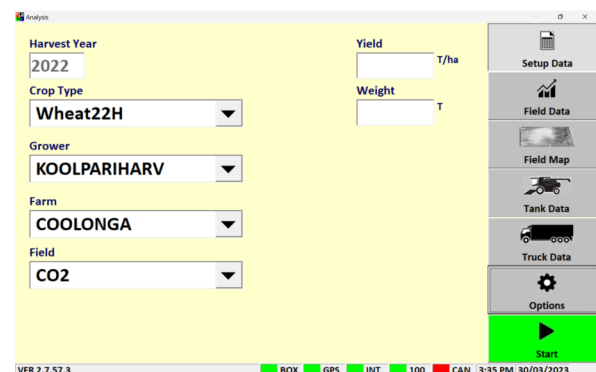 Analysis
Harvest Year
2022
Crop Type
Wheat22H
Grower
KOOLPARIHARV
Farm
COOLONGA
Field
CO2
Yield
T/ha
Weight
T
Setup Data
Field Data
Field Map
Tank Data
Truck Data
Options
Start
VER 2.7.57.3 BOX GPS INT 100 CAN 3:35 PM 30/03/2023